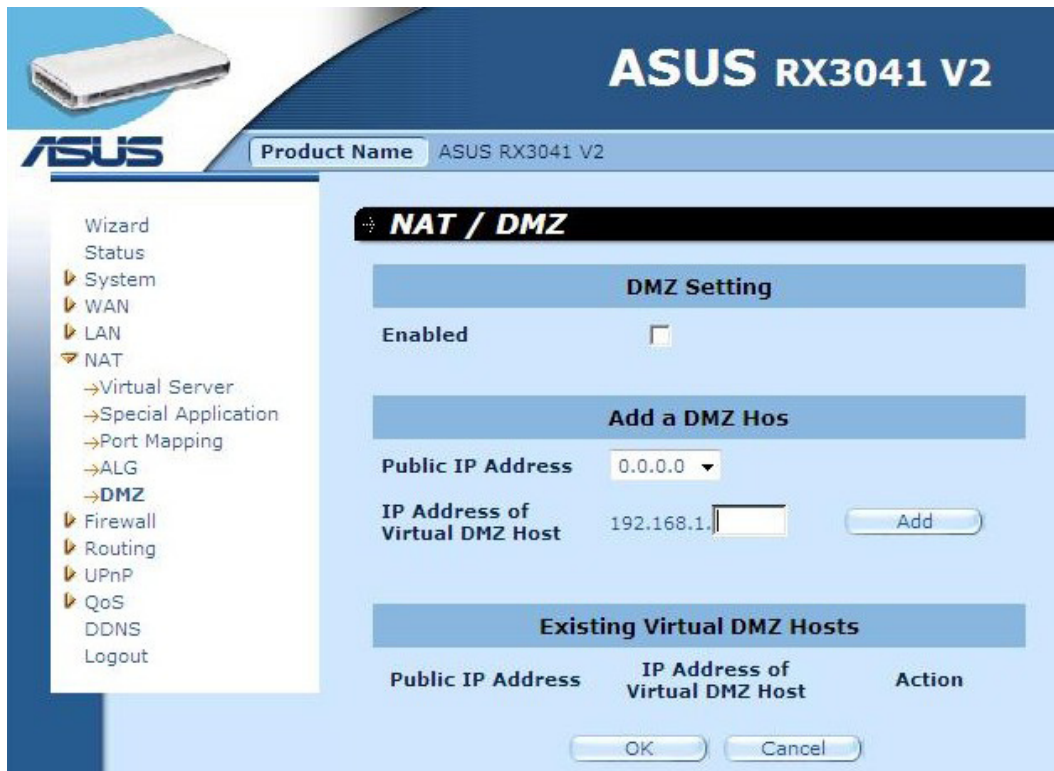 ASUS RX3041 V2
ASUS
Product Name ASUS RX3041 V2
Wizard
Status
System
WAN
LAN
NAT
→Virtual Server
→Special Application
→Port Mapping
→ALG
→DMZ
Firewall
Routing
UPnP
QoS
DDNS
Logout
NAT / DMZ
DMZ Setting
Enabled
Add a DMZ Hos
Public IP Address 0.0.0.0
IP Address of
Virtual DMZ Host 192.168.1. Add
Existing Virtual DMZ Hosts
Public IP Address IP Address of Virtual DMZ Host Action
OK Cancel